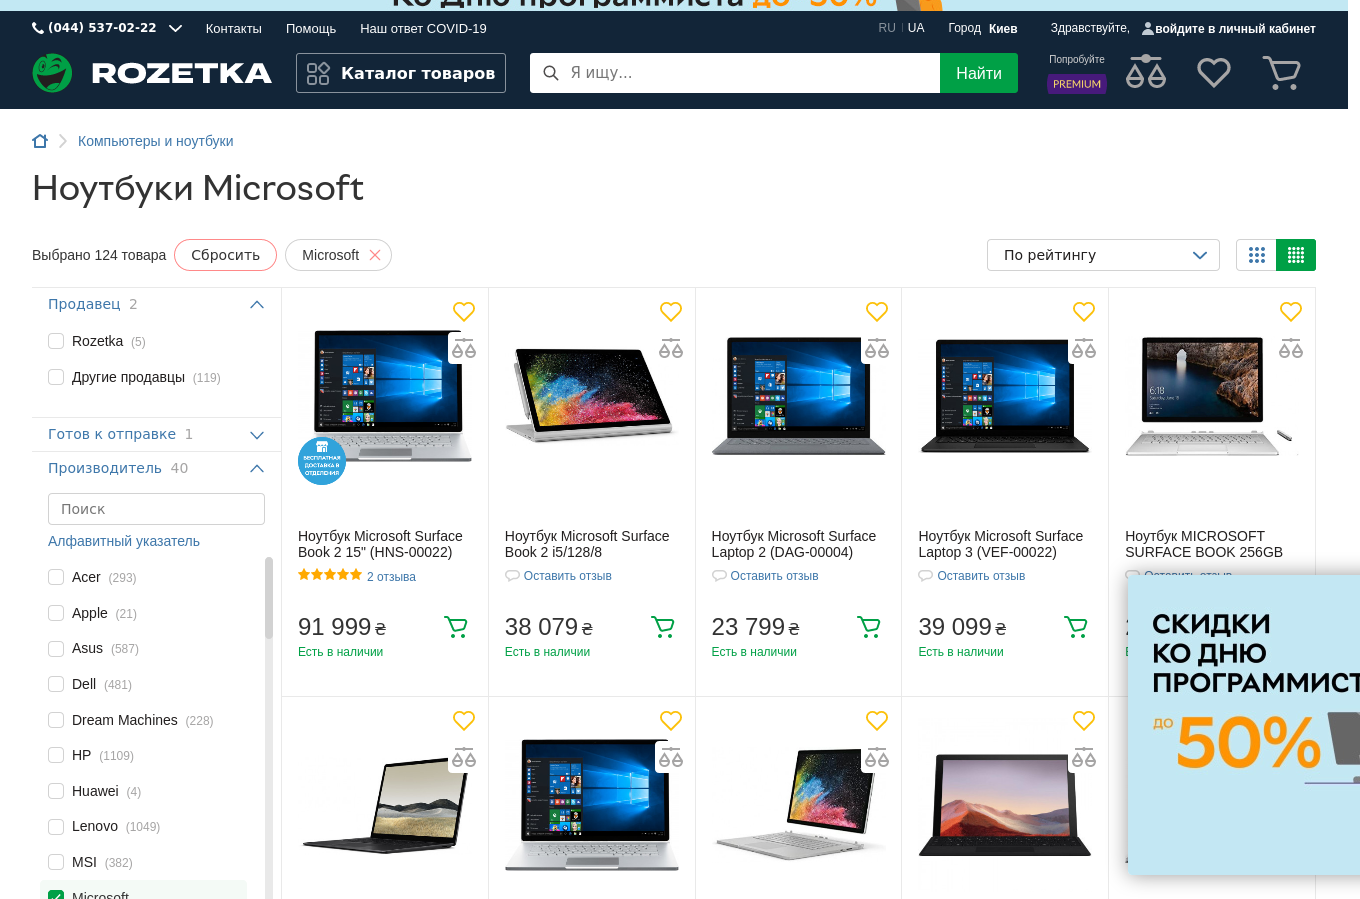 Ко Дню программиста до -50%
(044) 537-02-22
Контакты
Помощь
Наш ответ COVID-19
RU | UA
Город Киев
Здравствуйте, войдите в личный кабинет
ROZETKA
Каталог товаров
Я ищу...
Найти
Попробуйте
PREMIUM
Компьютеры и ноутбуки
Ноутбуки Microsoft
Выбрано 124 товара
Сбросить
Microsoft
По рейтингу
Продавец 2
Rozetka (5)
Другие продавцы (119)
Готов к отправке 1
Производитель 40
Поиск
Алфавитный указатель
Acer (293)
Apple (21)
Asus (587)
Dell (481)
Dream Machines (228)
HP (1109)
Huawei (4)
Lenovo (1049)
MSI (382)
Microsoft
БЕСПЛАТНАЯ
ДОСТАВКА В
ОТДЕЛЕНИЯ
Ноутбук Microsoft Surface
Book 2 15" (HNS-00022)
2 отзыва
91 999 ₴
Есть в наличии
Ноутбук Microsoft Surface
Book 2 i5/128/8
Оставить отзыв
38 079 ₴
Есть в наличии
Ноутбук Microsoft Surface
Laptop 2 (DAG-00004)
Оставить отзыв
23 799 ₴
Есть в наличии
Ноутбук Microsoft Surface
Laptop 3 (VEF-00022)
Оставить отзыв
39 099 ₴
Есть в наличии
6:18
Ноутбук MICROSOFT
SURFACE BOOK 256GB
Оставить отзыв
СКИДКИ
КО ДНЮ
ПРОГРАММИСТ
ДО 50%